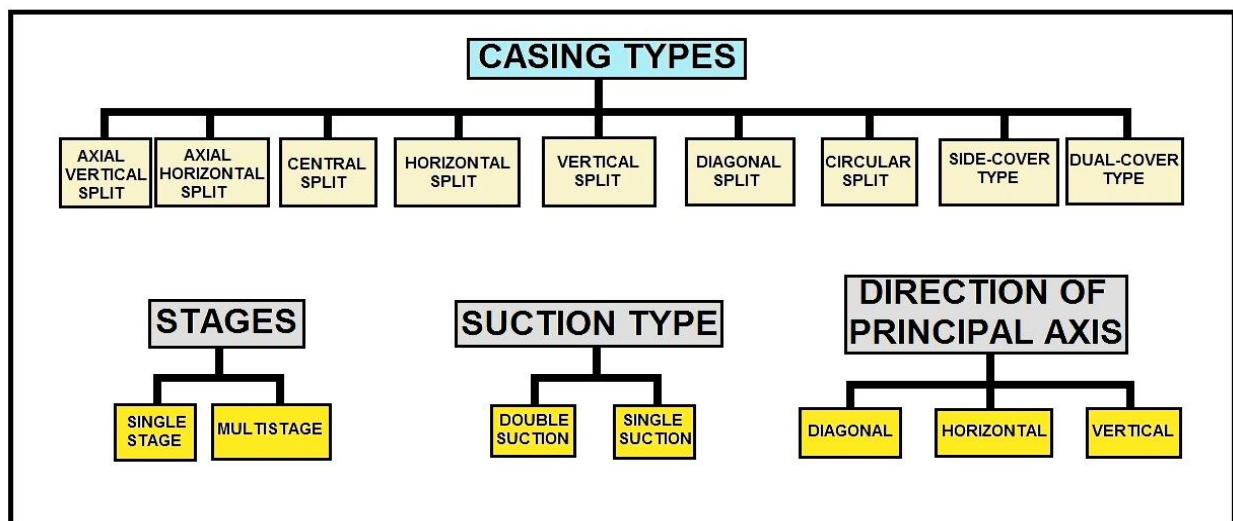 CASING TYPES
AXIAL
VERTICAL
SPLIT
AXIAL
HORIZONTAL
SPLIT
CENTRAL
SPLIT
HORIZONTAL
SPLIT
VERTICAL
SPLIT
DIAGONAL
SPLIT
CIRCULAR
SPLIT
SIDE-COVER
TYPE
DUAL-COVER
TYPE
STAGES
SINGLE
STAGE
MULTISTAGE
SUCTION TYPE
DOUBLE
SUCTION
SINGLE
SUCTION
DIRECTION OF
PRINCIPAL AXIS
DIAGONAL
HORIZONTAL
VERTICAL